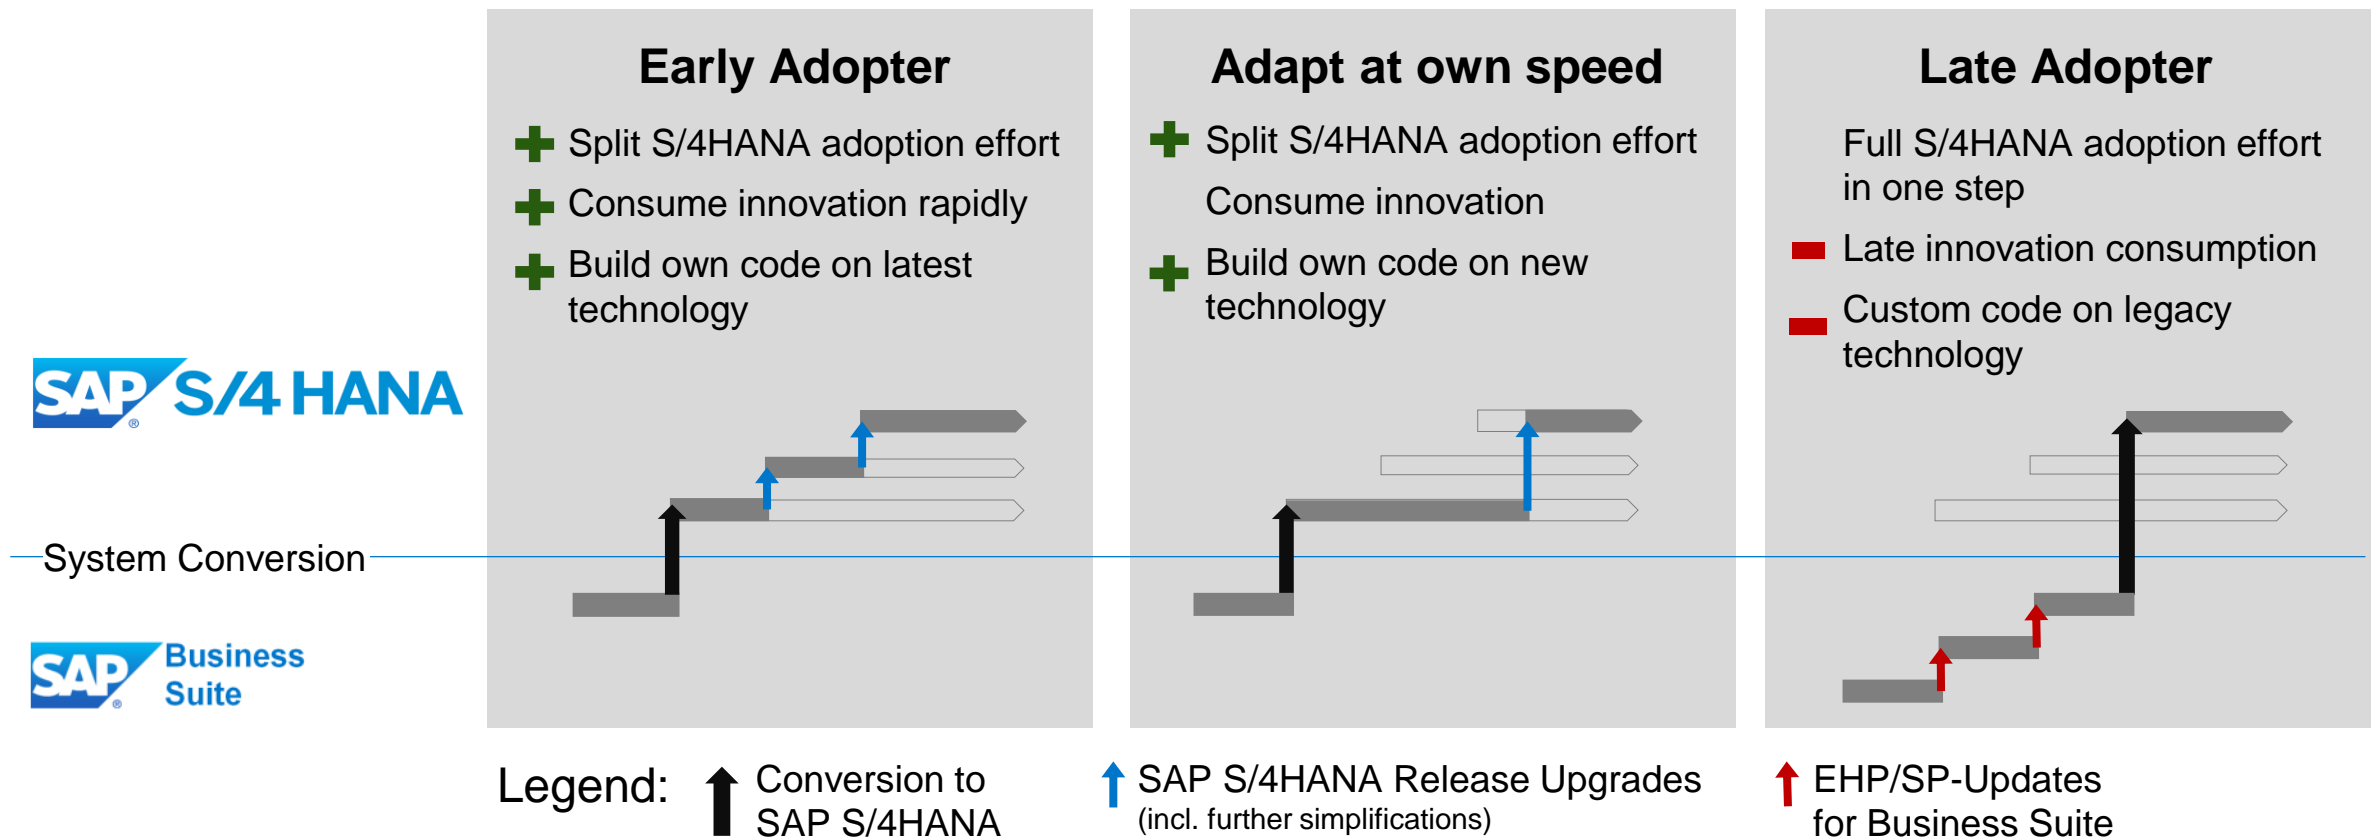 Early Adopter
Split S/4HANA adoption effort
Consume innovation rapidly
Build own code on latest
technology
Adapt at own speed
Split S/4HANA adoption effort
Consume innovation
Build own code on new
technology
Late Adopter
Full S/4HANA adoption effort
in one step
Late innovation consumption
Custom code on legacy
technology
SAP® S/4 HANA
System Conversion
SAP® Business
Suite
Legend:
Conversion to
SAP S/4HANA
SAP S/4HANA Release Upgrades
(incl. further simplifications)
EHP/SP-Updates
for Business Suite